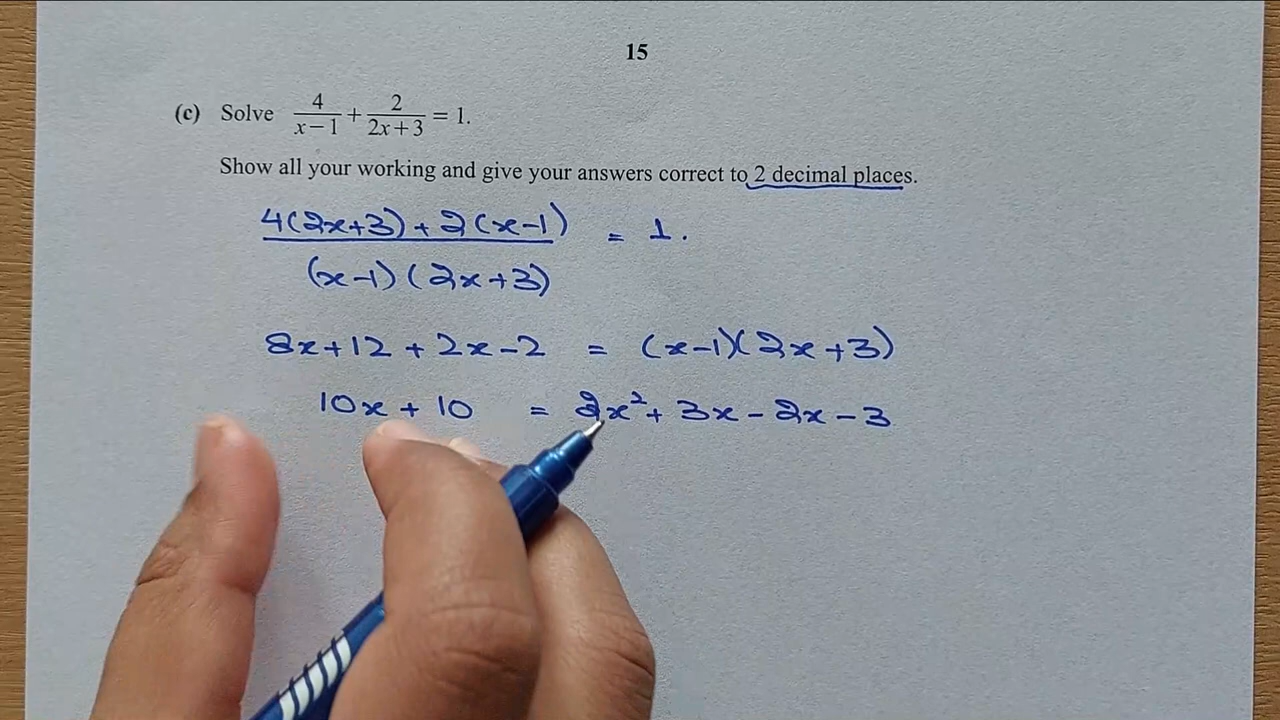 15
(c) Solve 4/(x-1) + 2/(2x+3) = 1.
Show all your working and give your answers correct to 2 decimal places.
4(2x+3)+2(x-1) / (x-1)(2x+3) = 1.
8x+12+2x-2 = (x-1)(2x+3)
10x+10 = 2x²+3x-2x-3